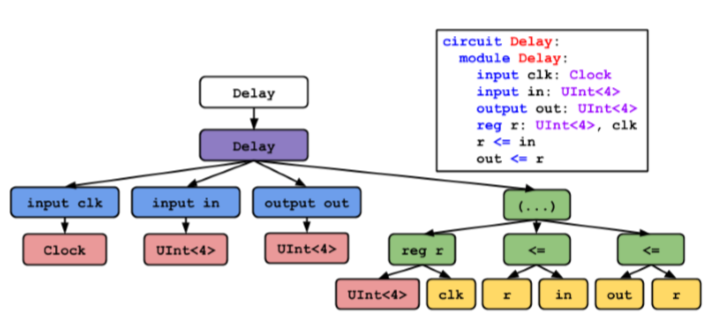 circuit Delay:
module Delay:
input clk: Clock
input in: UInt<4>
output out: UInt<4>
reg r: UInt<4>, clk
r <= in
out <= r
Delay
Delay
input clk
input in
output out
(...)
Clock
UInt<4>
UInt<4>
reg r
<=
<=
UInt<4>
clk
r
in
out
r